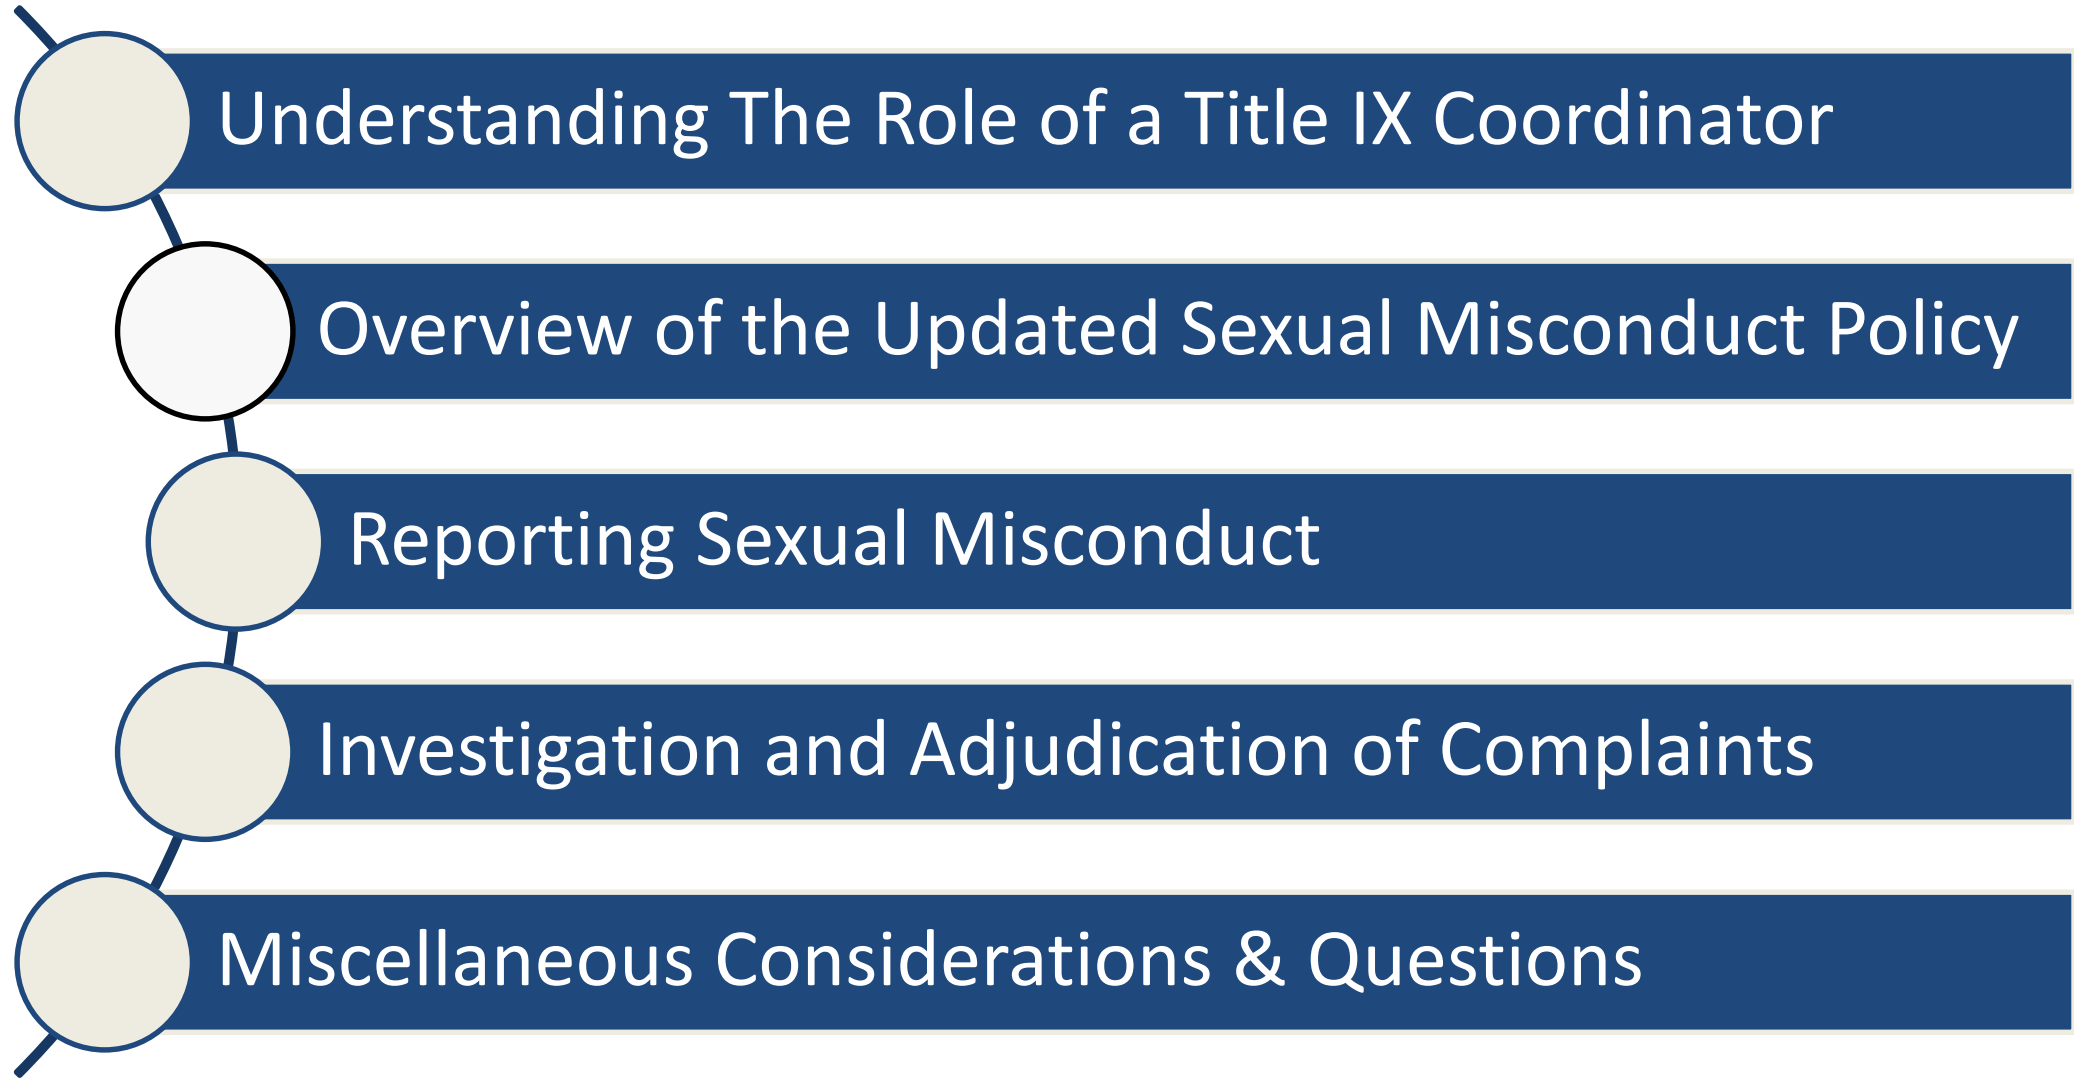 Understanding The Role of a Title IX Coordinator
Overview of the Updated Sexual Misconduct Policy
Reporting Sexual Misconduct
Investigation and Adjudication of Complaints
Miscellaneous Considerations & Questions